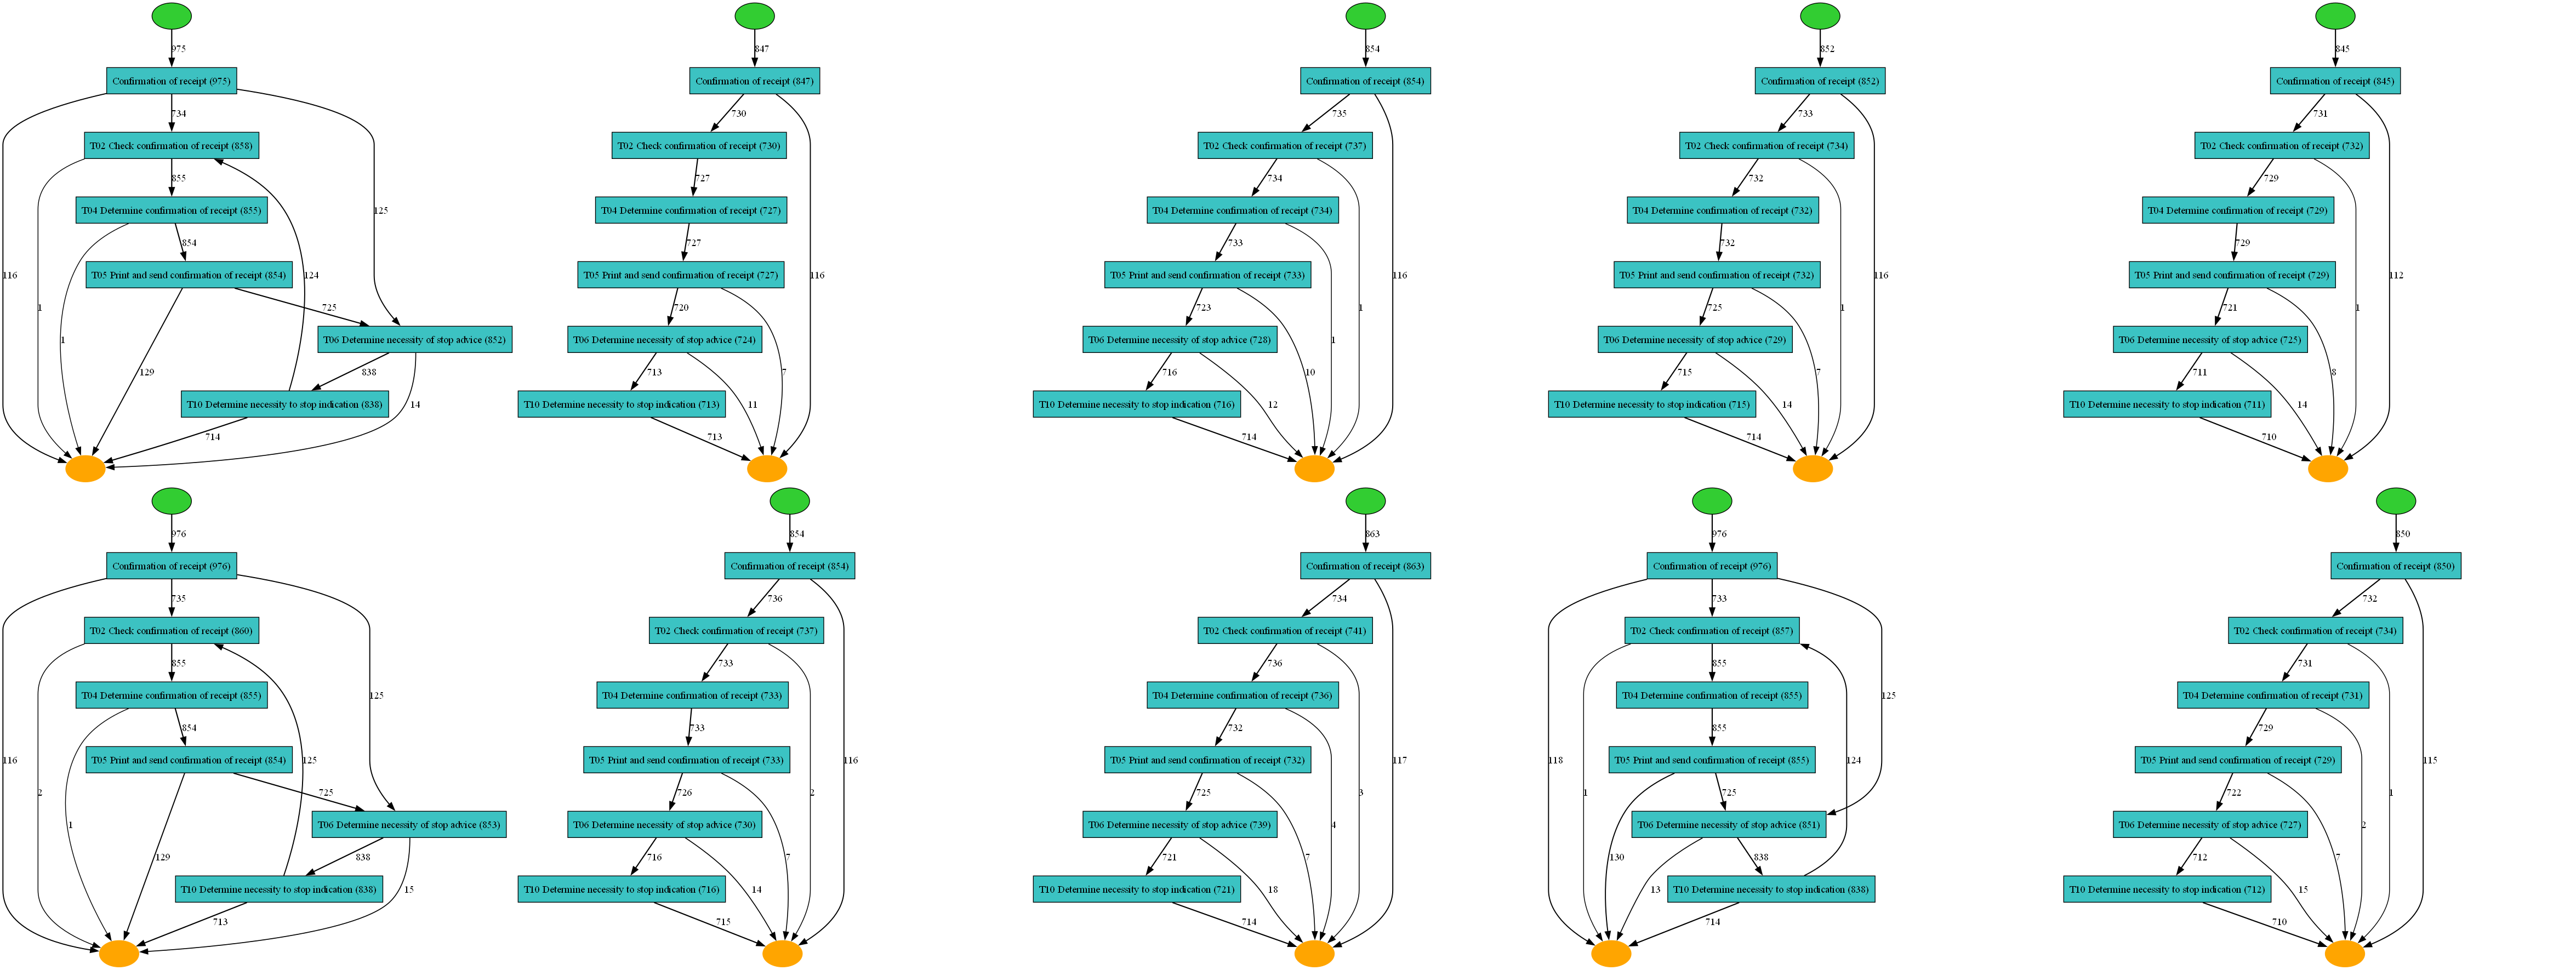 975
Confirmation of receipt (975)
734
T02 Check confirmation of receipt (858)
855
T04 Determine confirmation of receipt (855)
125
854
T05 Print and send confirmation of receipt (854)
116
1
124
725
T06 Determine necessity of stop advice (852)
1
129
838
T10 Determine necessity to stop indication (838)
14
714
847
Confirmation of receipt (847)
730
T02 Check confirmation of receipt (730)
727
T04 Determine confirmation of receipt (727)
727
T05 Print and send confirmation of receipt (727)
116
720
T06 Determine necessity of stop advice (724)
713
7
T10 Determine necessity to stop indication (713)
11
713
854
Confirmation of receipt (854)
735
T02 Check confirmation of receipt (737)
734
T04 Determine confirmation of receipt (734)
733
T05 Print and send confirmation of receipt (733)
116
723
1
T06 Determine necessity of stop advice (728)
1
716
10
T10 Determine necessity to stop indication (716)
12
714
852
Confirmation of receipt (852)
733
T02 Check confirmation of receipt (734)
732
T04 Determine confirmation of receipt (732)
732
T05 Print and send confirmation of receipt (732)
116
725
1
T06 Determine necessity of stop advice (729)
715
7
T10 Determine necessity to stop indication (715)
14
714
845
Confirmation of receipt (845)
731
T02 Check confirmation of receipt (732)
729
T04 Determine confirmation of receipt (729)
729
T05 Print and send confirmation of receipt (729)
112
721
1
T06 Determine necessity of stop advice (725)
711
8
T10 Determine necessity to stop indication (711)
14
710
976
Confirmation of receipt (976)
735
T02 Check confirmation of receipt (860)
855
T04 Determine confirmation of receipt (855)
125
854
T05 Print and send confirmation of receipt (854)
116
2
125
725
T06 Determine necessity of stop advice (853)
1
129
838
T10 Determine necessity to stop indication (838)
15
713
854
Confirmation of receipt (854)
736
T02 Check confirmation of receipt (737)
733
T04 Determine confirmation of receipt (733)
733
T05 Print and send confirmation of receipt (733)
116
726
2
T06 Determine necessity of stop advice (730)
716
7
T10 Determine necessity to stop indication (716)
14
715
863
Confirmation of receipt (863)
734
T02 Check confirmation of receipt (741)
736
T04 Determine confirmation of receipt (736)
732
T05 Print and send confirmation of receipt (732)
117
725
3
T06 Determine necessity of stop advice (739)
4
721
7
T10 Determine necessity to stop indication (721)
18
714
976
Confirmation of receipt (976)
733
T02 Check confirmation of receipt (857)
855
T04 Determine confirmation of receipt (855)
125
855
T05 Print and send confirmation of receipt (855)
118
1
725
124
T06 Determine necessity of stop advice (851)
130
838
13
T10 Determine necessity to stop indication (838)
714
850
Confirmation of receipt (850)
732
T02 Check confirmation of receipt (734)
731
T04 Determine confirmation of receipt (731)
729
T05 Print and send confirmation of receipt (729)
115
722
1
T06 Determine necessity of stop advice (727)
2
712
7
T10 Determine necessity to stop indication (712)
15
710